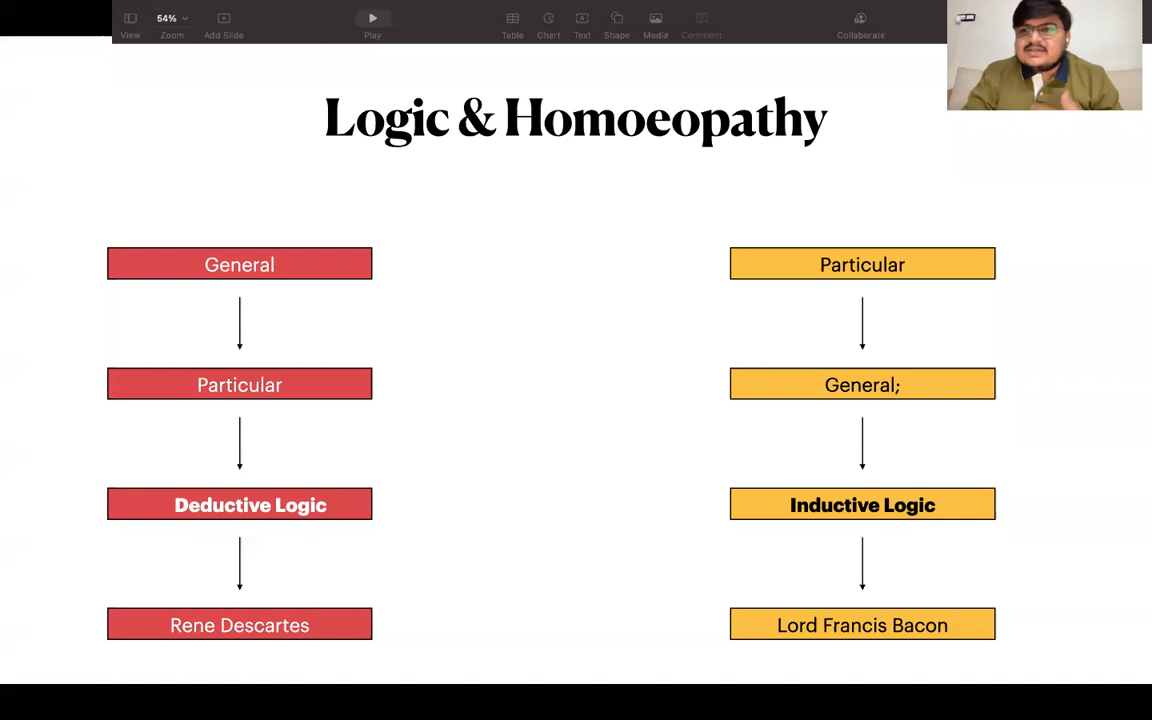 54%
View
Zoom
Add Slide
Play
Table
Chart
Text
Shape
Media
Comment
Collaborate
Logic & Homoeopathy
General
Particular
Deductive Logic
Rene Descartes
Particular
General;
Inductive Logic
Lord Francis Bacon